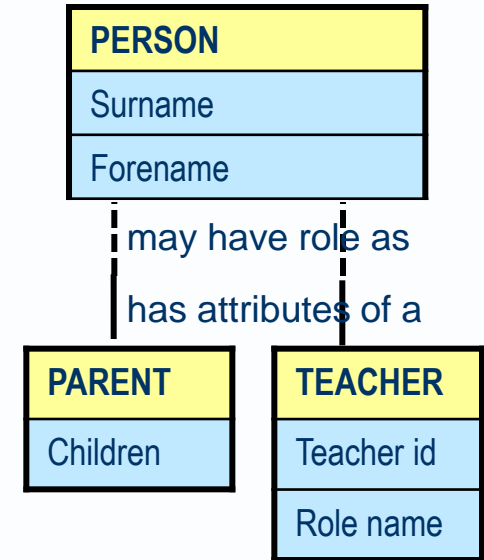 PERSON
Surname
Forename
may have role as
has attributes of a
PARENT
Children
TEACHER
Teacher id
Role name